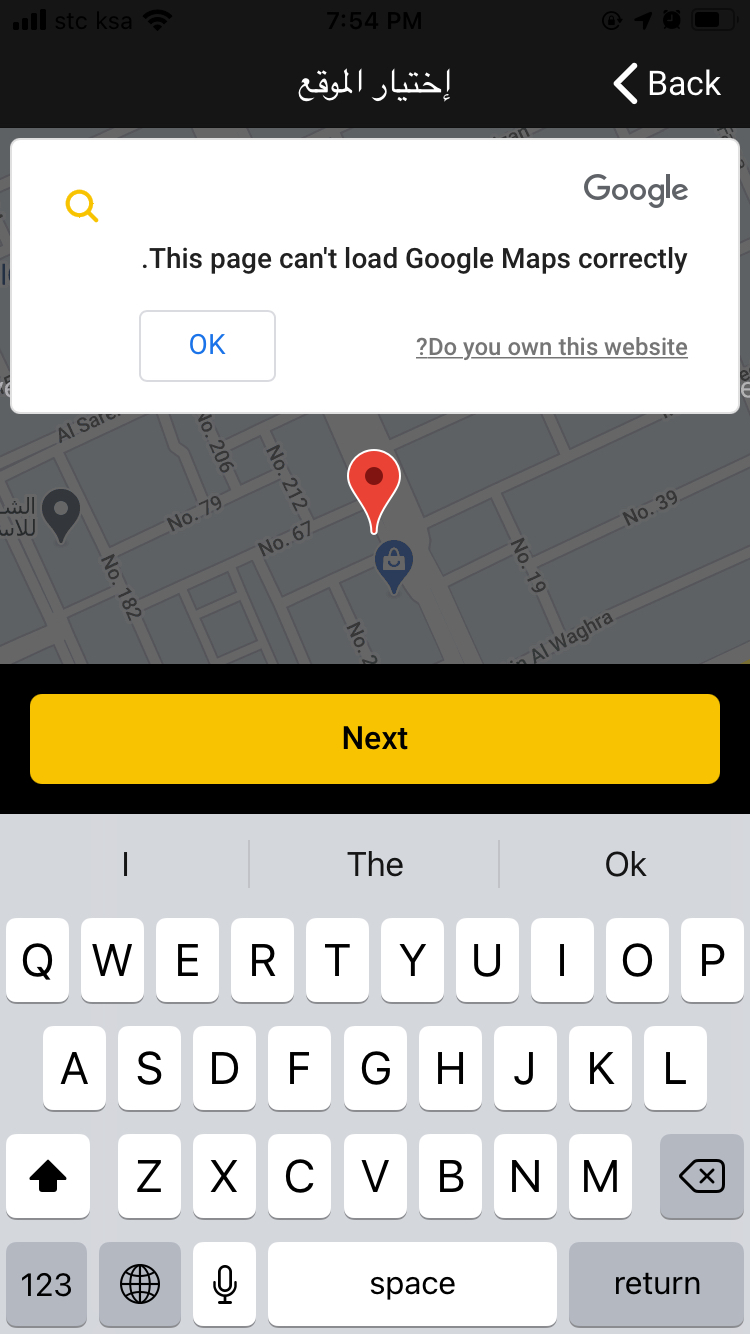 stc ksa
7:54 PM
إختيار الموقع
Back
Google
.This page can't load Google Maps correctly
OK
?Do you own this website
Al Sare
No. 206
No. 212
الش
للاس
No. 79
No. 67
No. 39
No. 182
No. 19
No. 2
n Al Waghra
Next
I
The
Ok
Q W E R T Y U I O P
A S D F G H J K L
Z X C V B N M
123
space
return